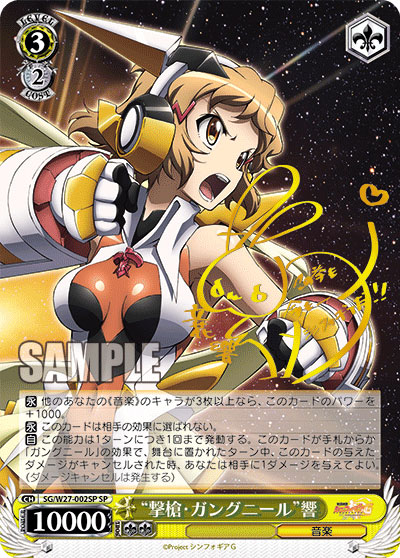 LEVEL
3
2
COST
SAMPLE
永 他のあなたの《音楽》のキャラが3枚以上なら、このカードのパワーを
+1000。
永 このカードは相手の効果に選ばれない。
自 この能力は1ターンにつき1回まで発動する。このカードが手札から
「ガングニール」の効果で、舞台に置かれたターン中、このカードの与えた
ダメージがキャンセルされた時、あなたは相手に1ダメージを与えてよい。
(ダメージキャンセルは発生する)
CH SG/W27-002SP SP
10000
“撃槍・ガングニール”響
音楽
©Project シンフォギアG